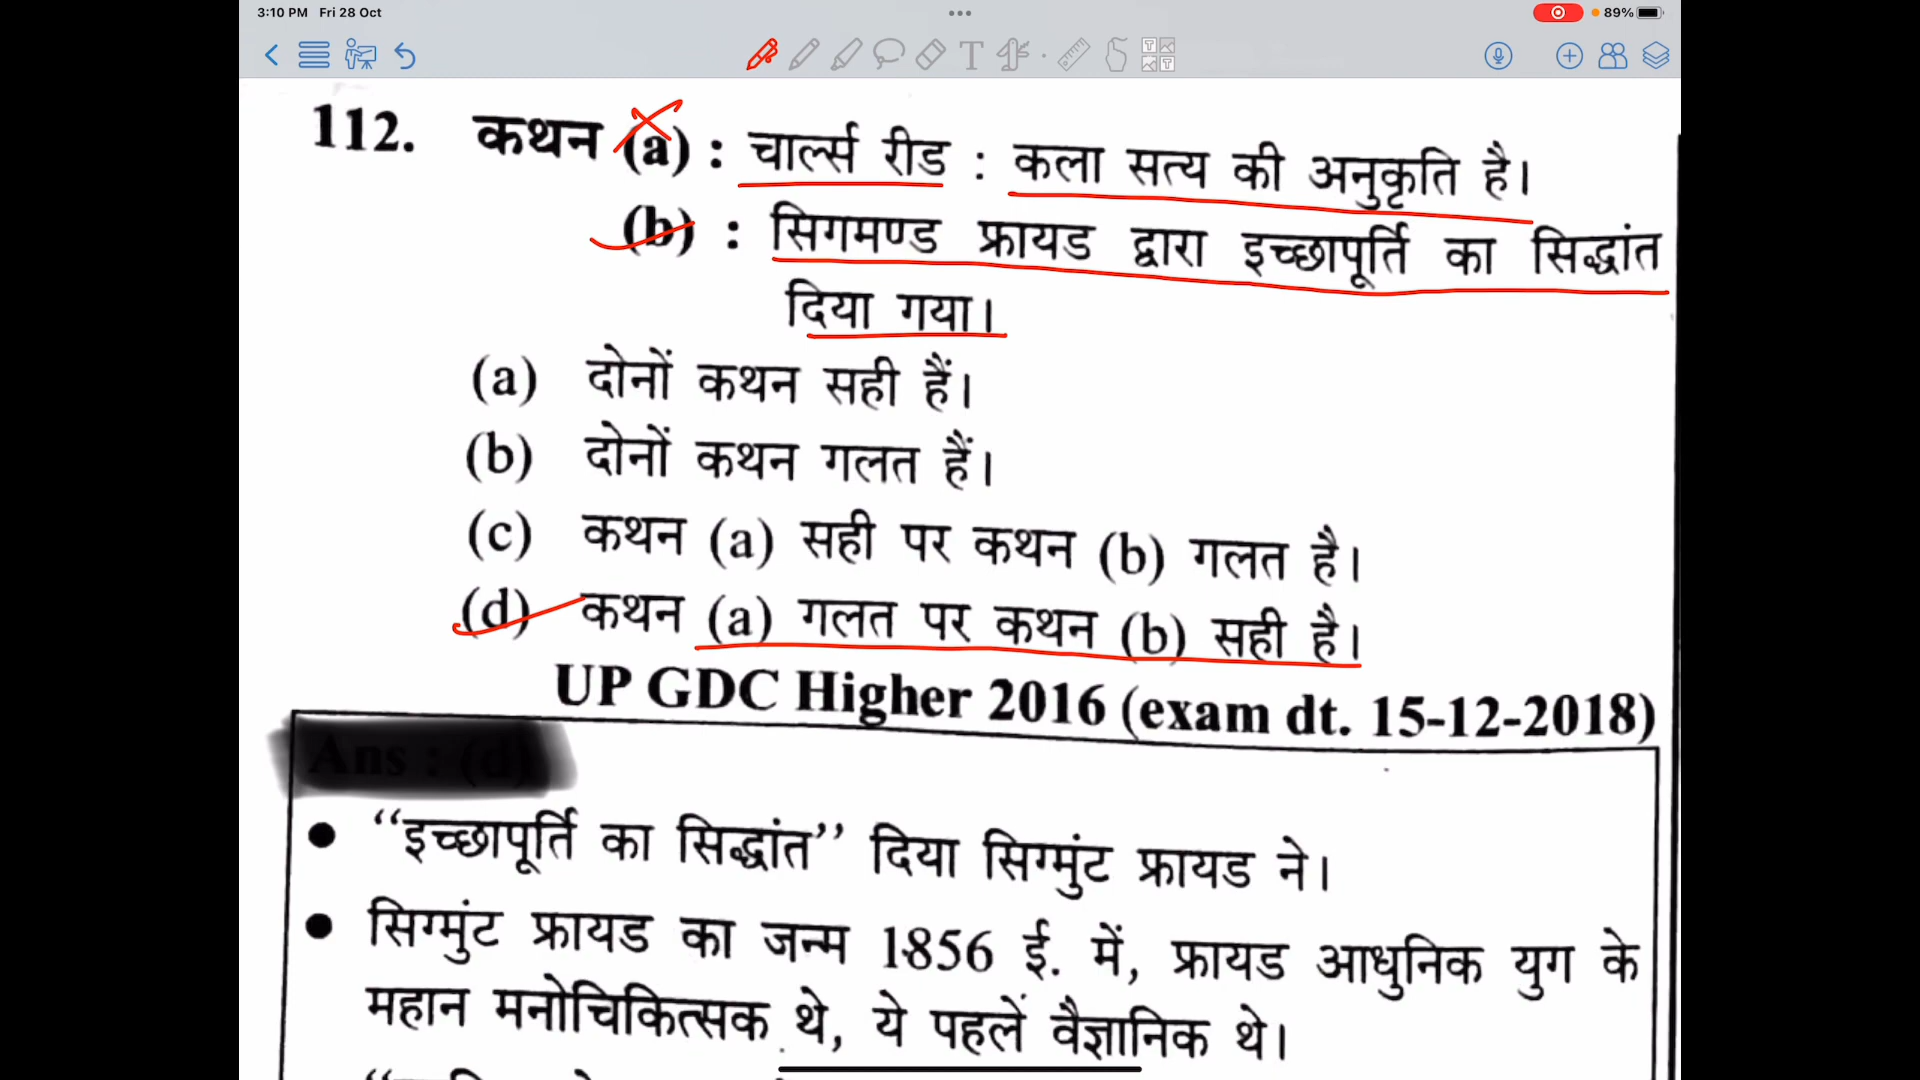 3:10 PM Fri 28 Oct
89%
112. कथन (a) : चार्ल्स रीड : कला सत्य की अनुकृति है।
(b) : सिगमण्ड फ्रायड द्वारा इच्छापूर्ति का सिद्धांत
दिया गया।
(a) दोनों कथन सही हैं।
(b) दोनों कथन गलत हैं।
(c) कथन (a) सही पर कथन (b) गलत है।
(d) कथन (a) गलत पर कथन (b) सही है।
UP GDC Higher 2016 (exam dt. 15-12-2018)
Ans : (d)
• “इच्छापूर्ति का सिद्धांत” दिया सिग्मुंट फ्रायड ने।
• सिग्मुंट फ्रायड का जन्म 1856 ई. में, फ्रायड आधुनिक युग के
महान मनोचिकित्सक थे, ये पहलें वैज्ञानिक थे।